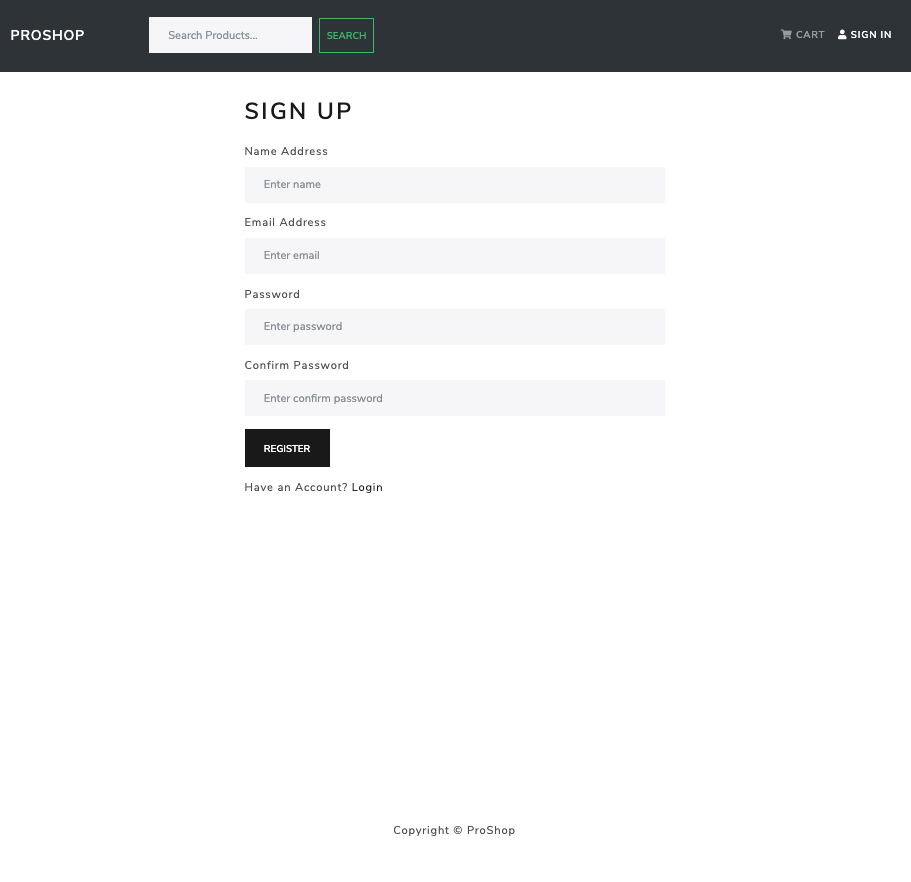 PROSHOP Search Products... SEARCH CART SIGN IN
SIGN UP
Name Address
Enter name
Email Address
Enter email
Password
Enter password
Confirm Password
Enter confirm password
REGISTER
Have an Account? Login
Copyright © ProShop